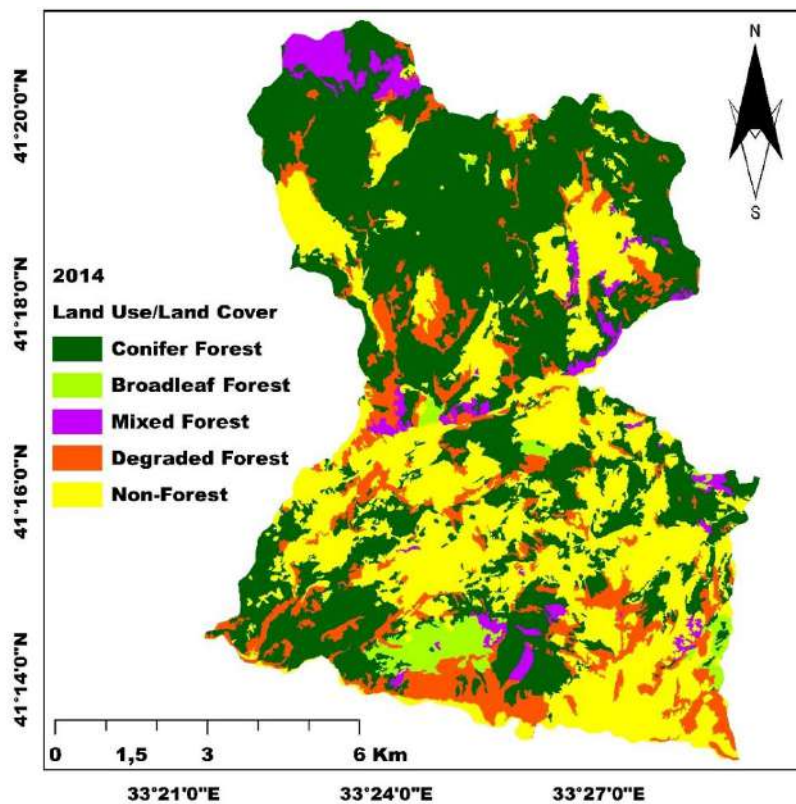 N
S
41°20'0"N
41°18'0"N
41°16'0"N
41°14'0"N
2014
Land Use/Land Cover
Conifer Forest
Broadleaf Forest
Mixed Forest
Degraded Forest
Non-Forest
0 1,5 3 6 Km
33°21'0"E 33°24'0"E 33°27'0"E